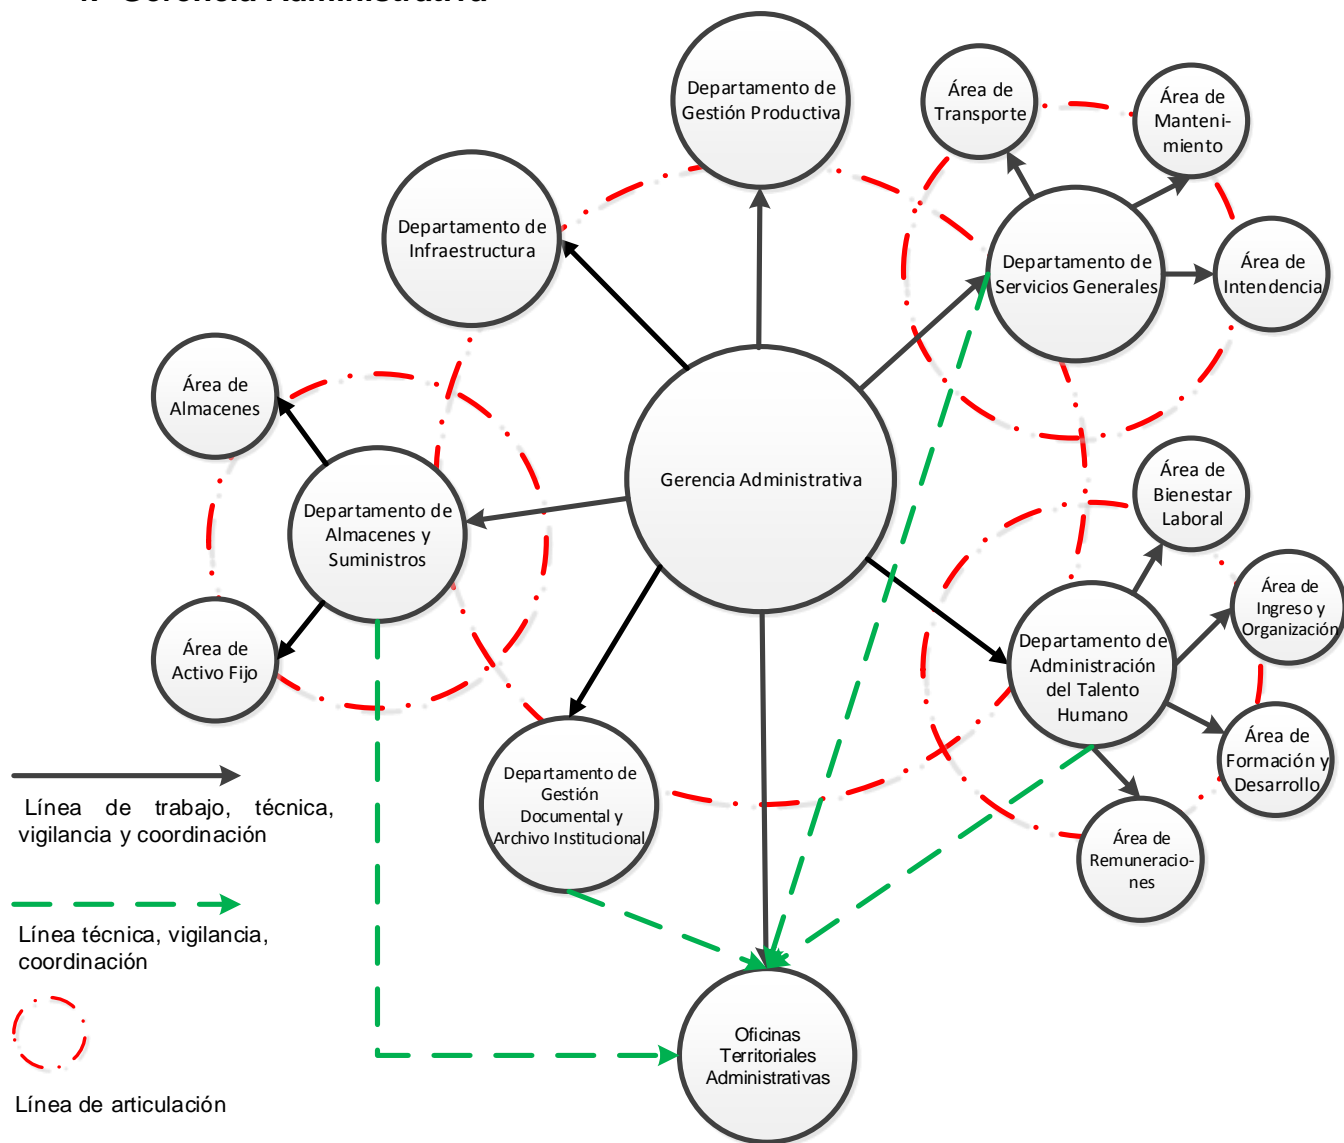 Gerencia Administrativa
Departamento de
Gestión Productiva
Área de
Transporte
Área de
Manteni-
miento
Departamento de
Infraestructura
Departamento de
Servicios Generales
Área de
Intendencia
Área de
Almacenes
Gerencia Administrativa
Área de
Bienestar
Laboral
Departamento de
Almacenes y
Suministros
Área de
Ingreso y
Organización
Área de
Activo Fijo
Departamento de
Administración
del Talento
Humano
Área de
Formación y
Desarrollo
Departamento de
Gestión
Documental y
Archivo Institucional
Área de
Remuneracio-
nes
Línea de trabajo, técnica,
vigilancia y coordinación
Línea técnica, vigilancia,
coordinación
Oficinas
Territoriales
Administrativas
Línea de articulación